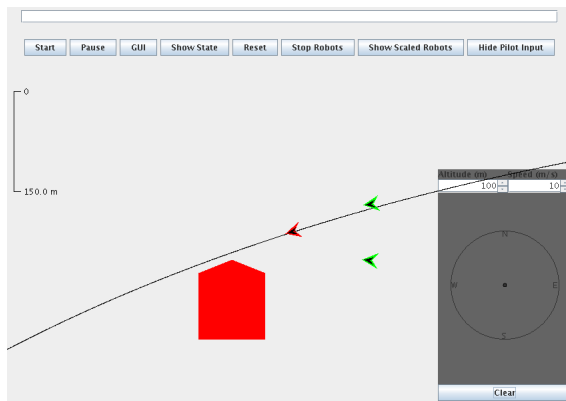 Start Pause GUI Show State Reset Stop Robots Show Scaled Robots Hide Pilot Input
0
150.0 m
Altitude (m) Speed (m/s)
100 10
N
W E
S
Clear